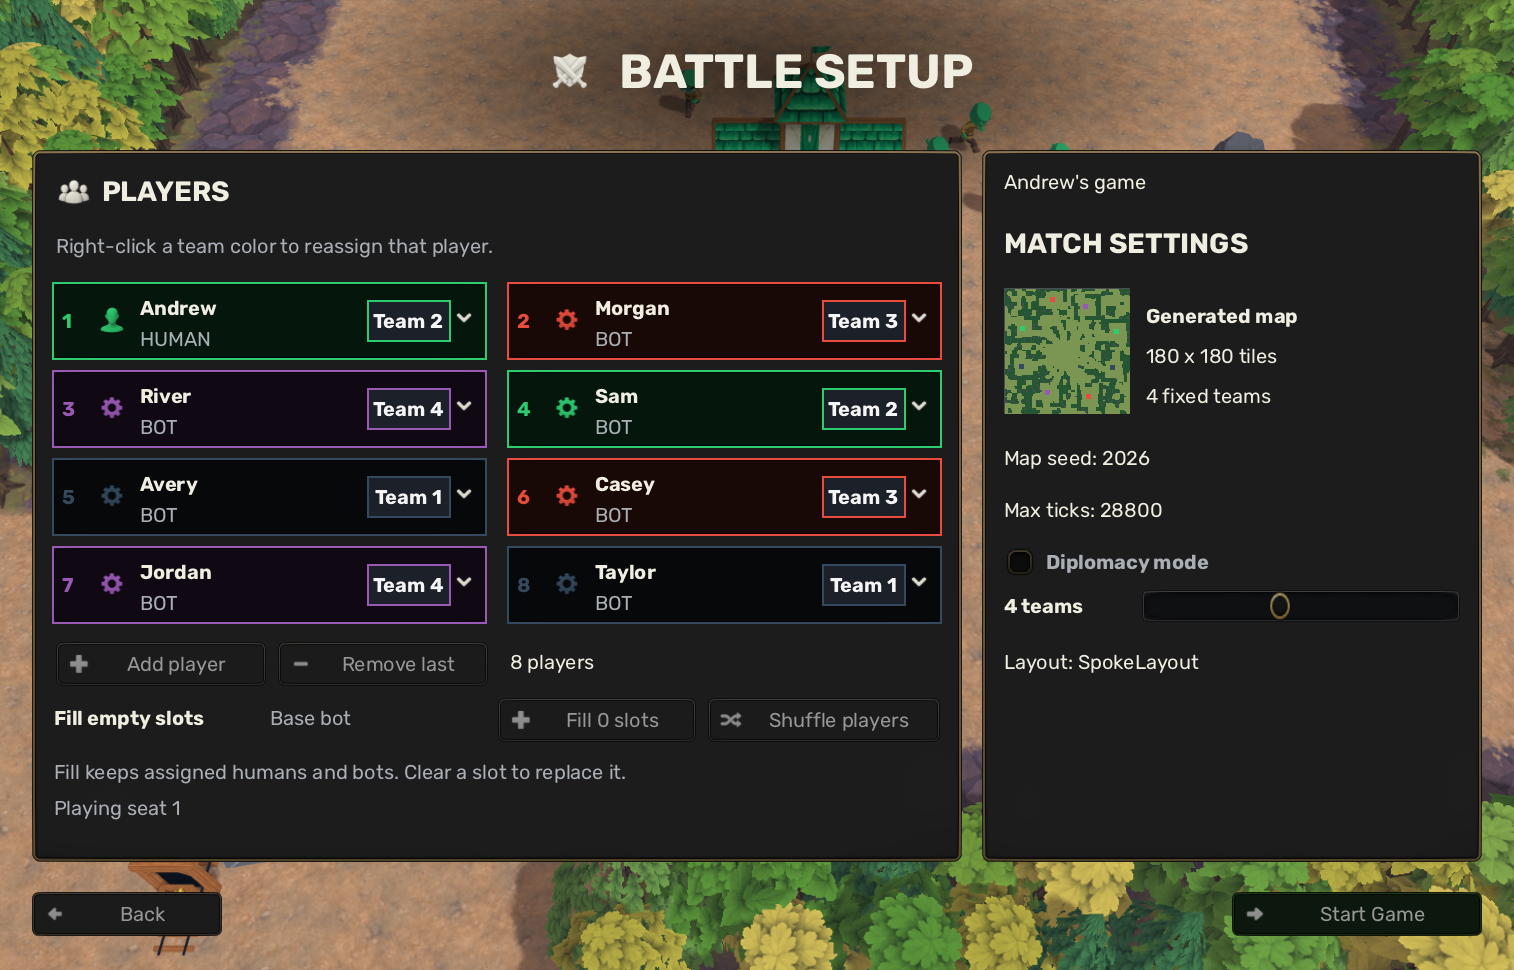 BATTLE SETUP
PLAYERS
Right-click a team color to reassign that player.
1 Andrew HUMAN Team 2
2 Morgan BOT Team 3
3 River BOT Team 4
4 Sam BOT Team 2
5 Avery BOT Team 1
6 Casey BOT Team 3
7 Jordan BOT Team 4
8 Taylor BOT Team 1
Add player
Remove last
8 players
Fill empty slots
Base bot
Fill 0 slots
Shuffle players
Fill keeps assigned humans and bots. Clear a slot to replace it.
Playing seat 1
Andrew's game
MATCH SETTINGS
Generated map
180 x 180 tiles
4 fixed teams
Map seed: 2026
Max ticks: 28800
Diplomacy mode
4 teams
Layout: SpokeLayout
Back
Start Game